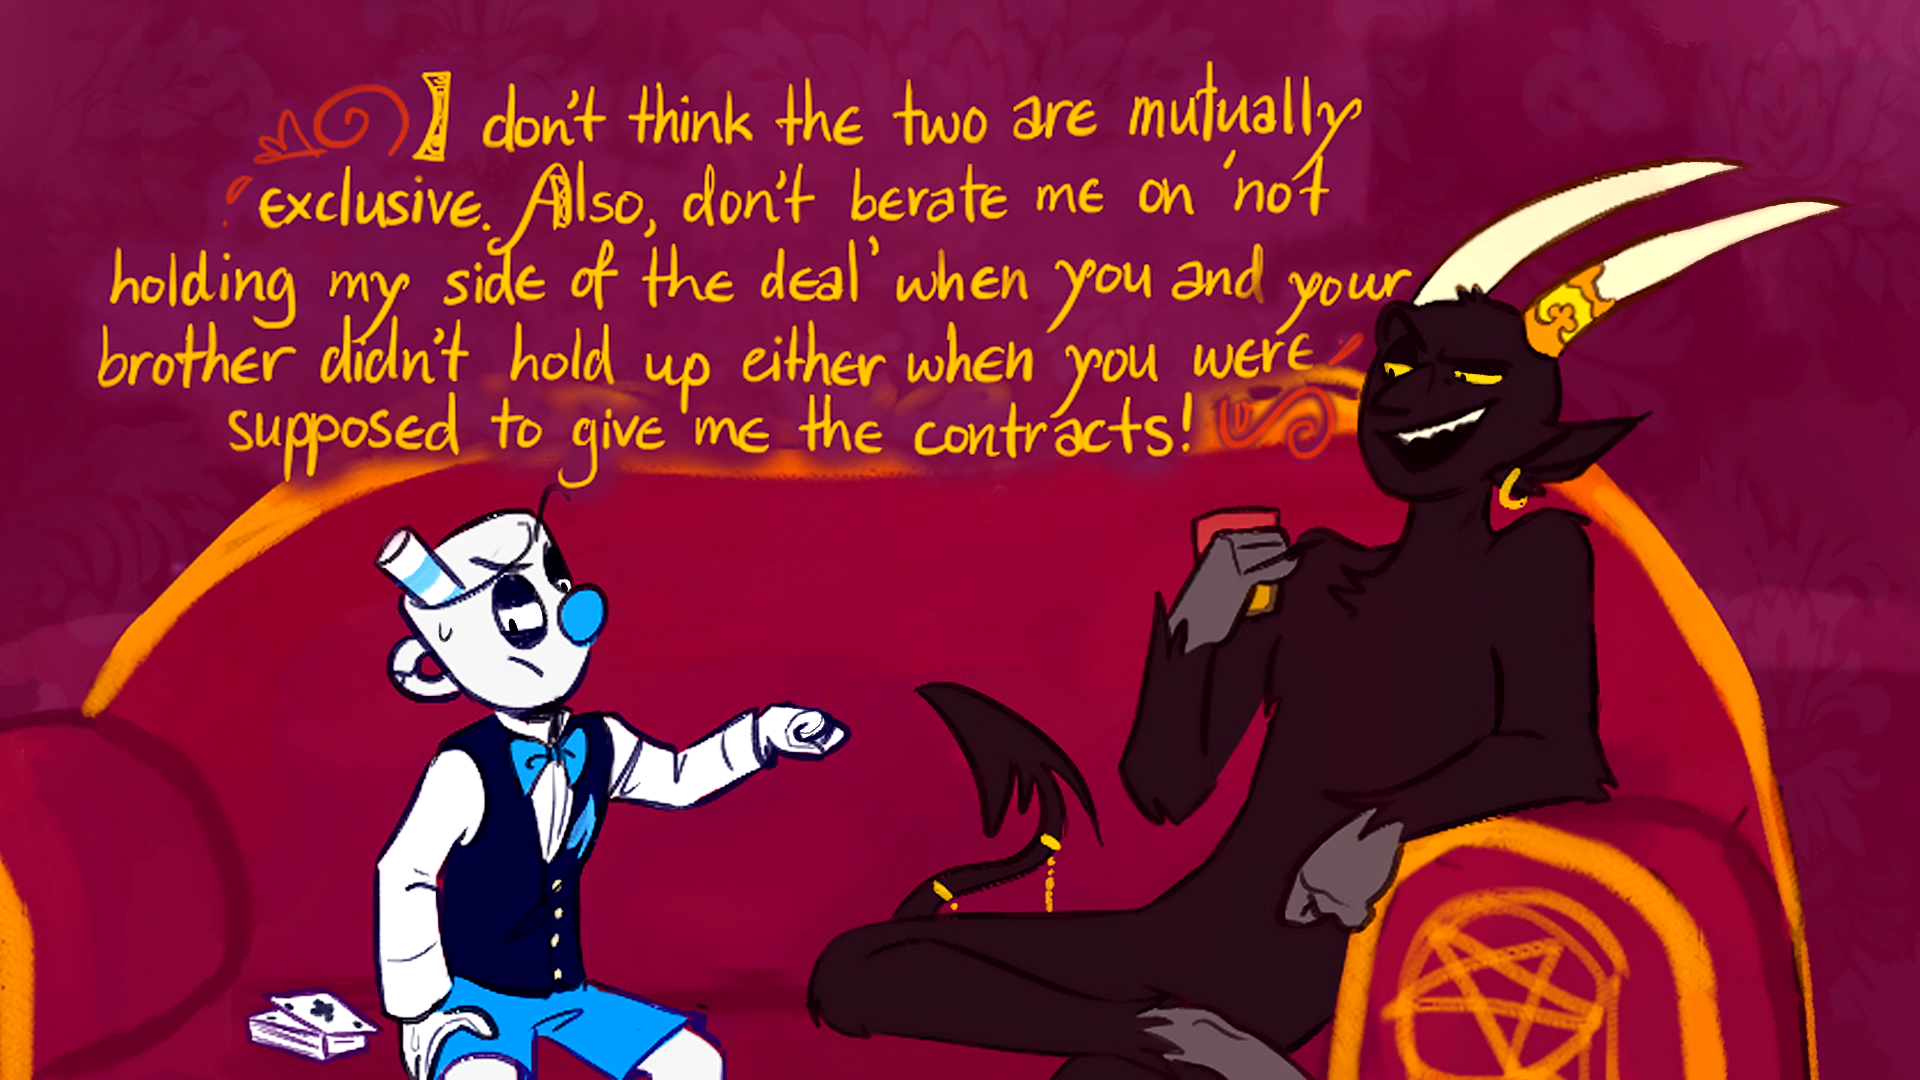 I don't think the two are mutually
exclusive. Also, don't berate me on 'not
holding my side of the deal' when you and your
brother didn't hold up either when you were
supposed to give me the contracts!